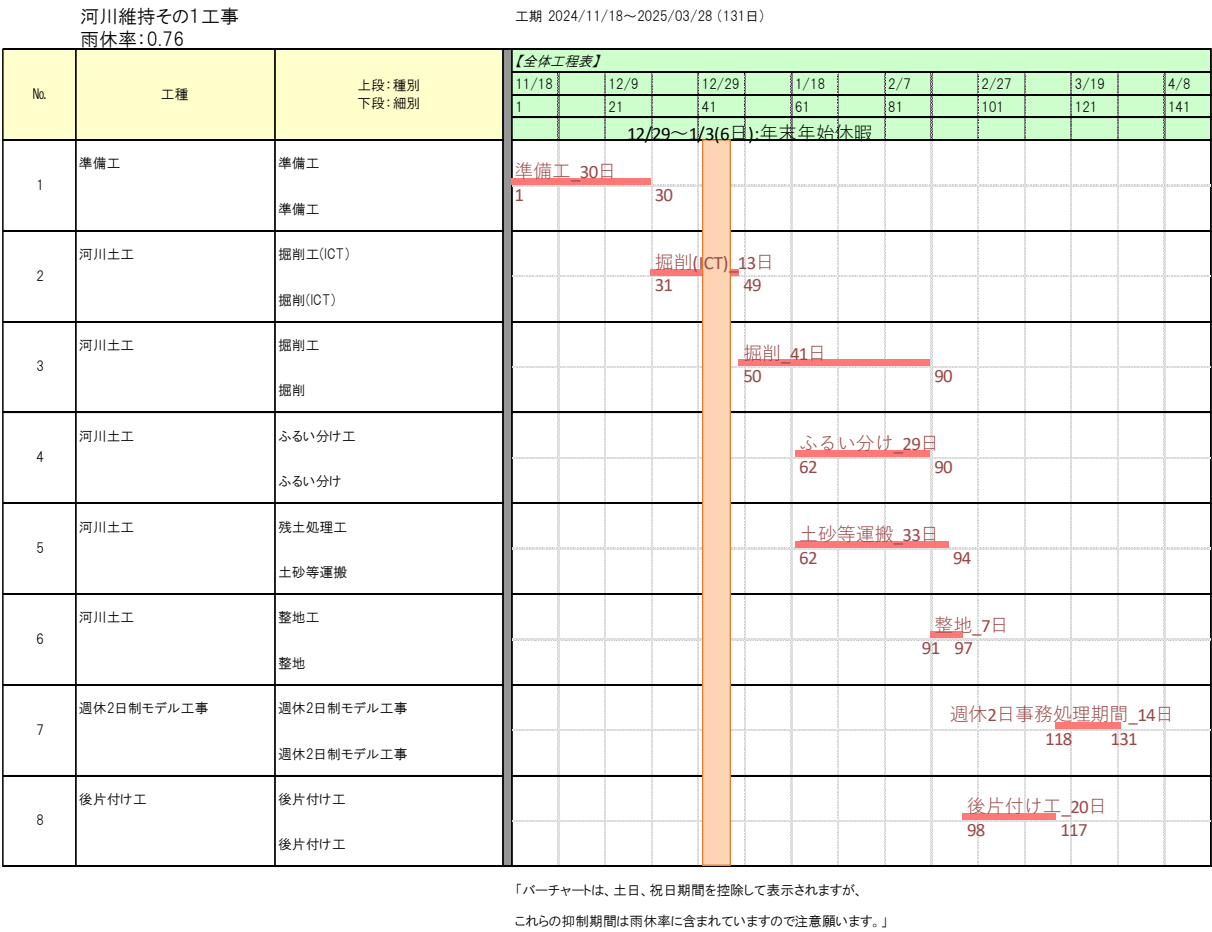 河川維持その1工事
工期 2024/11/18～2025/03/28 (131日)
雨休率：0.76
No.
工種
上段：種別
下段：細別
【全体工程表】
11/18 12/9 12/29 1/18 2/7 2/27 3/19 4/8
1 21 41 61 81 101 121 141
12/29～1/3(6日):年末年始休暇
1
準備工
準備工
準備工
準備工_30日
1 30
2
河川土工
掘削工(ICT)
掘削(ICT)
掘削(ICT)_13日
31 49
3
河川土工
掘削工
掘削
掘削_41日
50 90
4
河川土工
ふるい分け工
ふるい分け
ふるい分け_29日
62 90
5
河川土工
残土処理工
土砂等運搬
土砂等運搬_33日
62 94
6
河川土工
整地工
整地
整地_7日
91 97
7
週休2日制モデル工事
週休2日制モデル工事
週休2日制モデル工事
週休2日事務処理期間_14日
118 131
8
後片付け工
後片付け工
後片付け工
後片付け工_20日
98 117
「バーチャートは、土日、祝日期間を控除して表示されますが、
これらの抑制期間は雨休率に含まれていますので注意願います。」